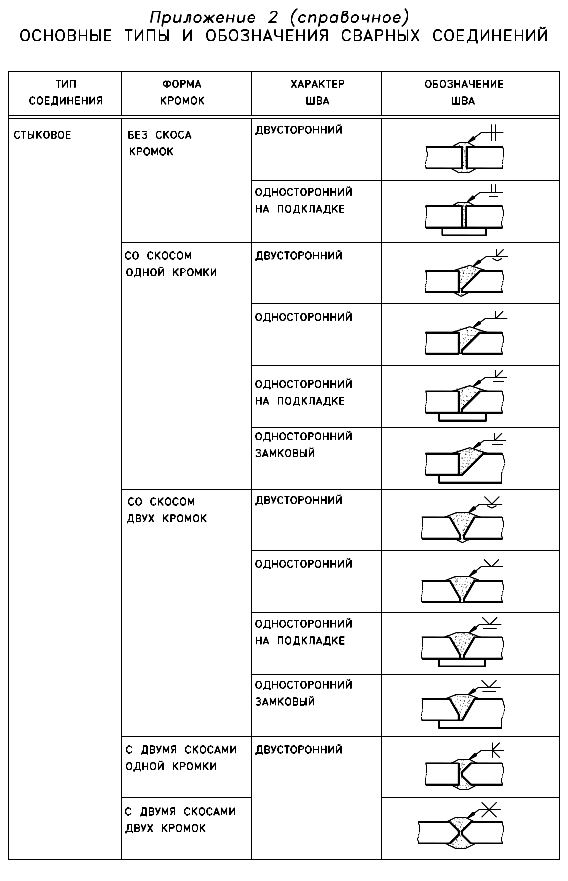 Приложение 2 (справочное)
ОСНОВНЫЕ ТИПЫ И ОБОЗНАЧЕНИЯ СВАРНЫХ СОЕДИНЕНИЙ
ТИП
СОЕДИНЕНИЯ
ФОРМА
КРОМОК
ХАРАКТЕР
ШВА
ОБОЗНАЧЕНИЕ
ШВА
СТЫКОВОЕ
БЕЗ СКОСА
КРОМОК
ДВУСТОРОННИЙ
ОДНОСТОРОННИЙ
НА ПОДКЛАДКЕ
СО СКОСОМ
ОДНОЙ КРОМКИ
ДВУСТОРОННИЙ
ОДНОСТОРОННИЙ
ОДНОСТОРОННИЙ
НА ПОДКЛАДКЕ
ОДНОСТОРОННИЙ
ЗАМКОВЫЙ
СО СКОСОМ
ДВУХ КРОМОК
ДВУСТОРОННИЙ
ОДНОСТОРОННИЙ
ОДНОСТОРОННИЙ
НА ПОДКЛАДКЕ
ОДНОСТОРОННИЙ
ЗАМКОВЫЙ
С ДВУМЯ СКОСАМИ
ОДНОЙ КРОМКИ
ДВУСТОРОННИЙ
С ДВУМЯ СКОСАМИ
ДВУХ КРОМОК